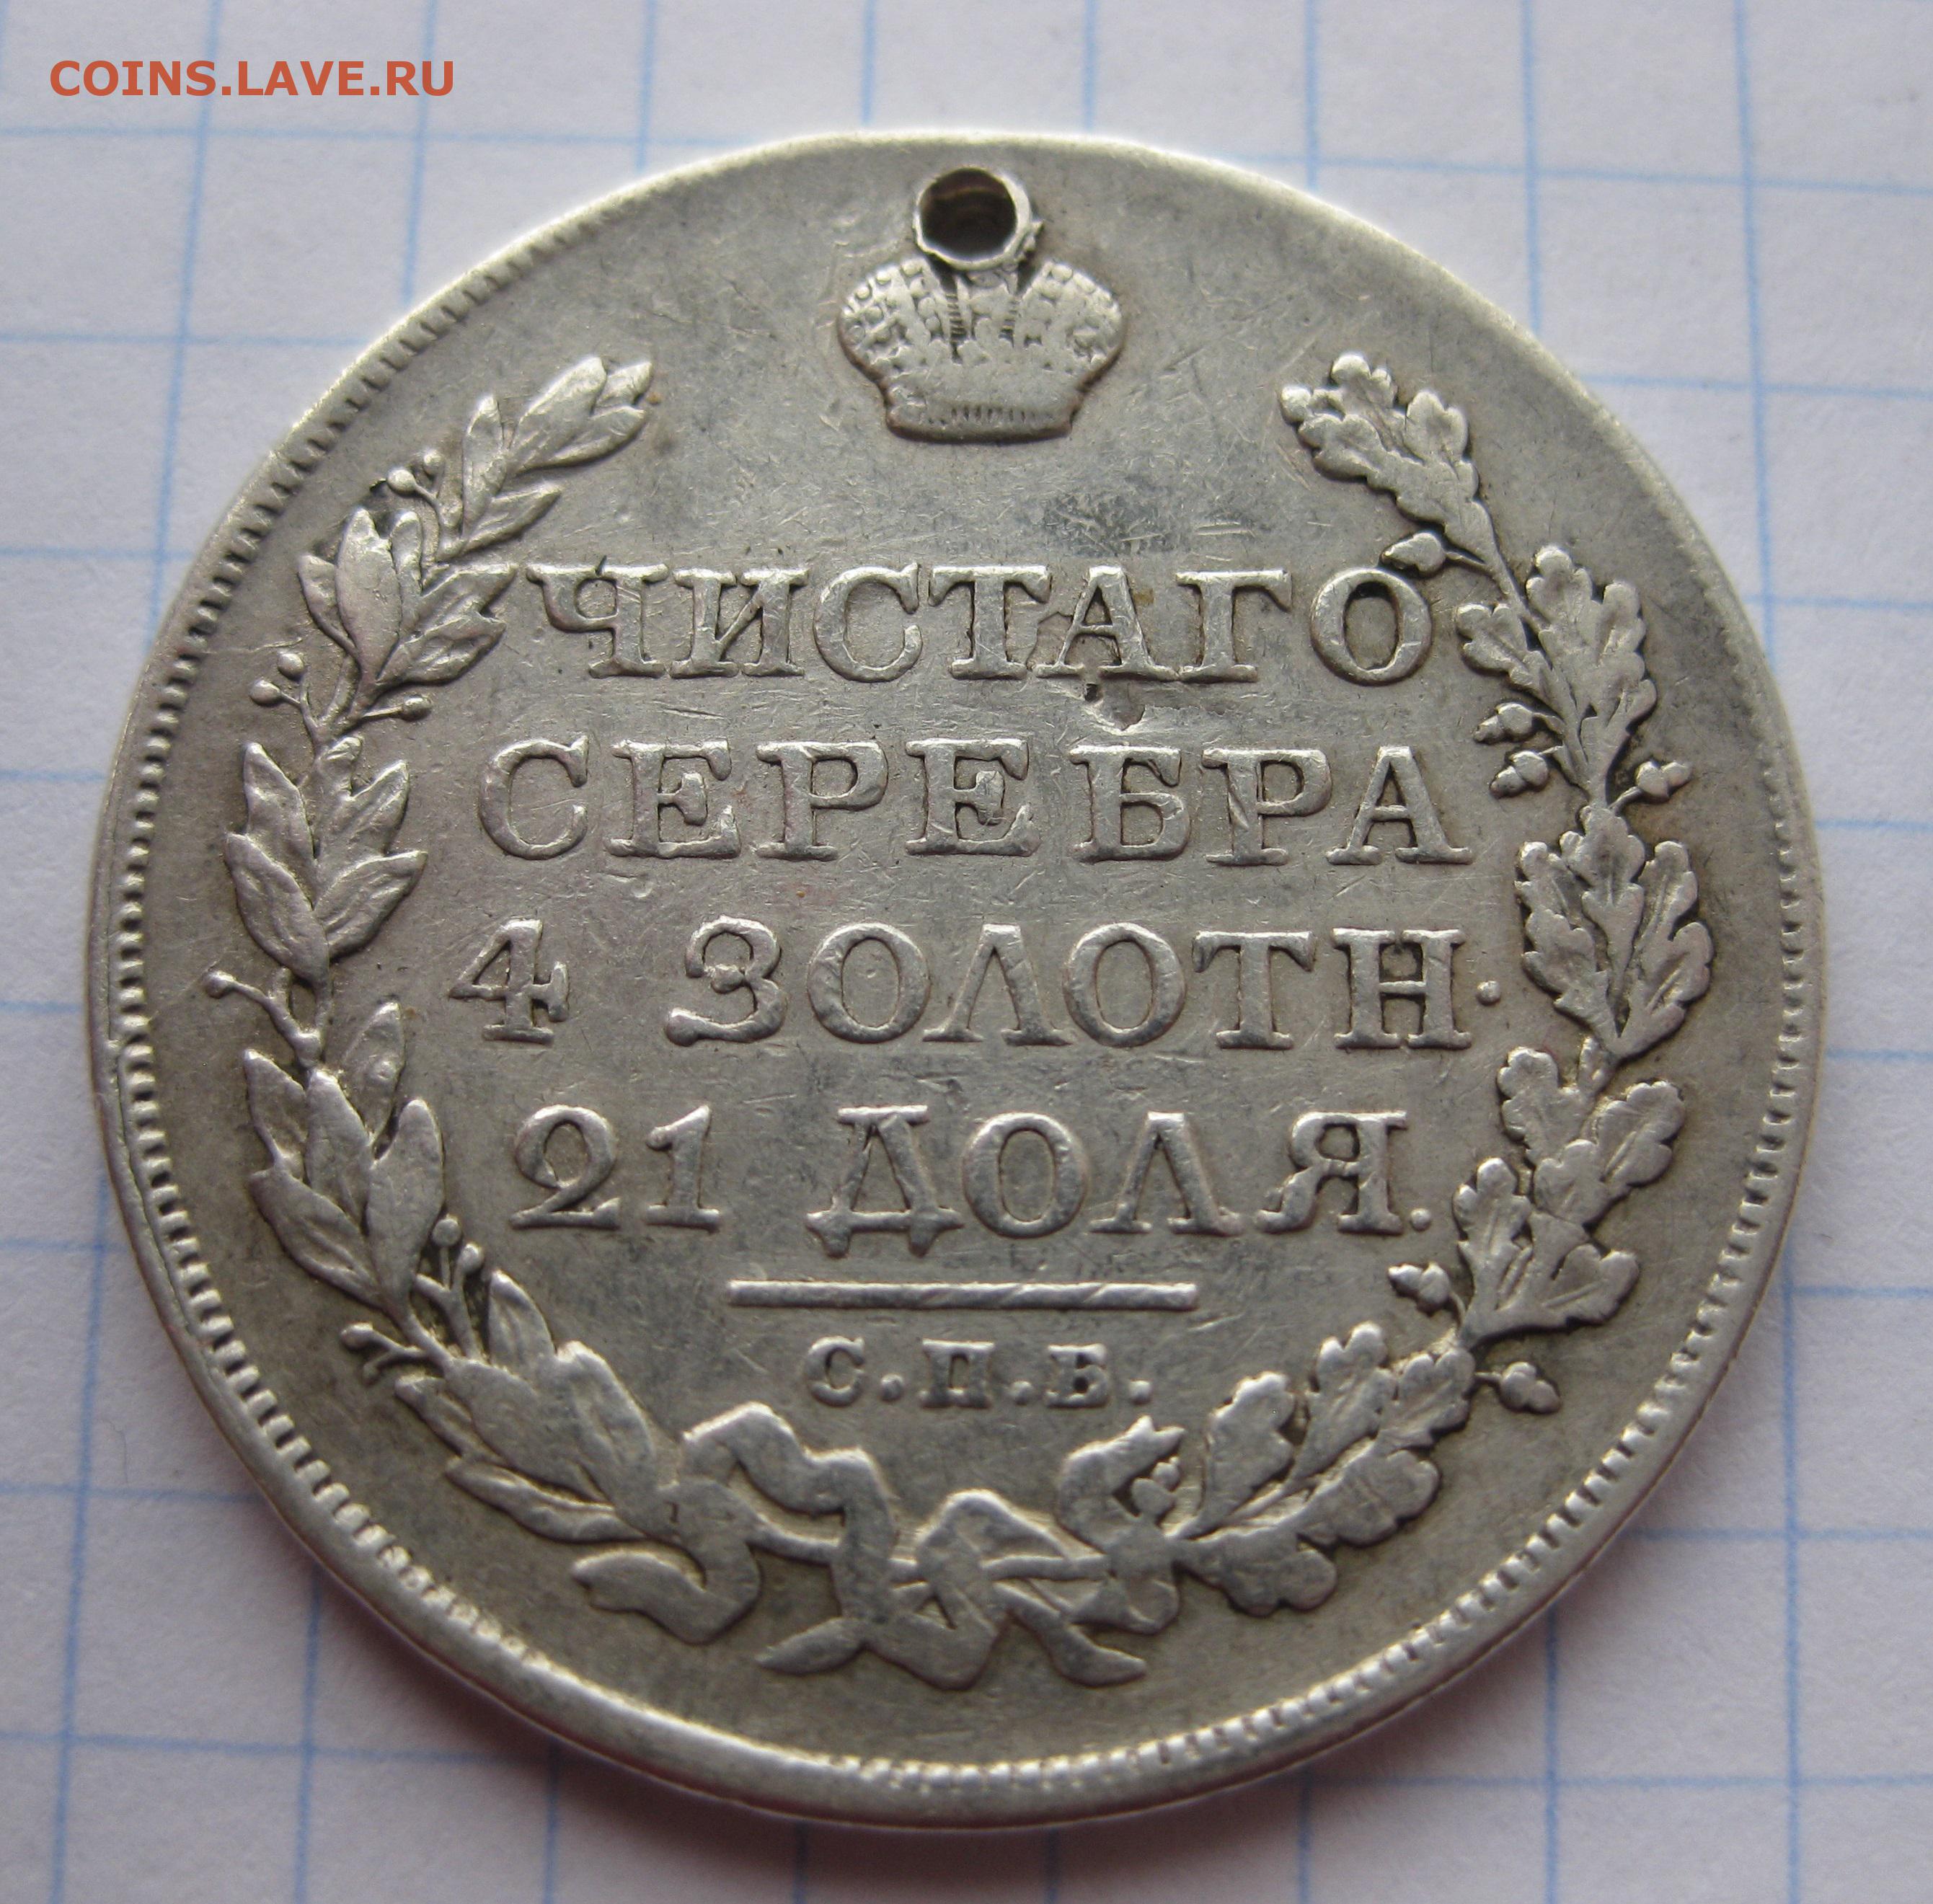 COINS.LAVE.RU
ЧИСТАГО
СЕРЕБРА
4 ЗОЛОТН.
21 ДОЛЯ.
С.П.Б.